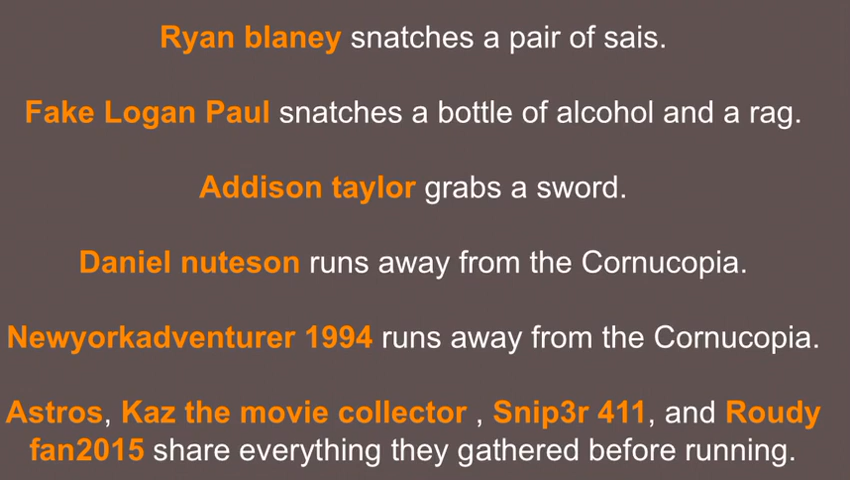 Ryan blaney snatches a pair of sais.
Fake Logan Paul snatches a bottle of alcohol and a rag.
Addison taylor grabs a sword.
Daniel nuteson runs away from the Cornucopia.
Newyorkadventurer 1994 runs away from the Cornucopia.
Astros, Kaz the movie collector , Snip3r 411, and Roudy
fan2015 share everything they gathered before running.